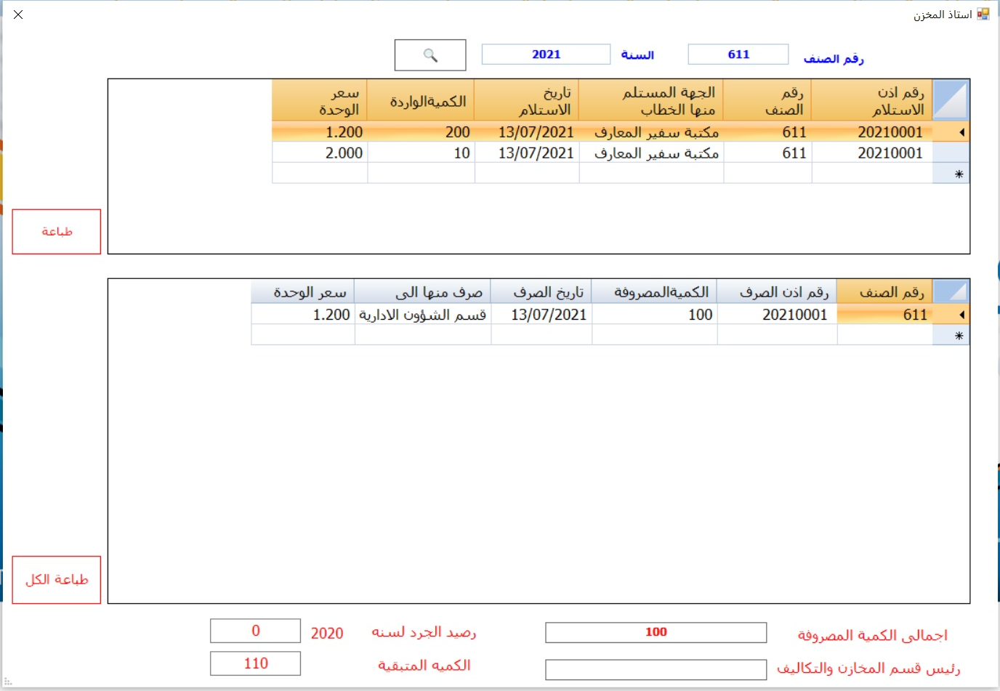 استاذ المخزن
رقم الصنف 611 السنة 2021
رقم اذن الاستلام رقم الصنف الجهة المستلم منها الخطاب تاريخ الاستلام الكميةالواردة سعر الوحدة
20210001 611 مكتبة سفير المعارف 13/07/2021 200 1.200
20210001 611 مكتبة سفير المعارف 13/07/2021 10 2.000
طباعة
رقم الصنف رقم اذن الصرف الكميةالمصروفة تاريخ الصرف صرف منها الى سعر الوحدة
611 20210001 100 13/07/2021 قسم الشؤون الادارية 1.200
طباعة الكل
اجمالى الكمية المصروفة 100 رصيد الجرد لسنه 2020 0
رئيس قسم المخازن والتكاليف الكميه المتبقية 110